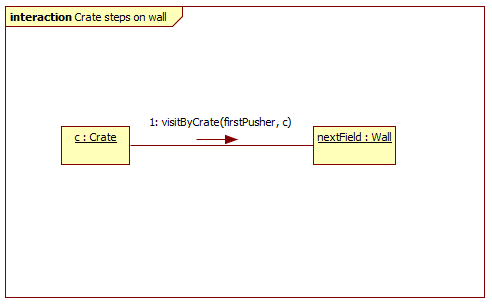 interaction Crate steps on wall
1: visitByCrate(firstPusher, c)
c : Crate
nextField : Wall